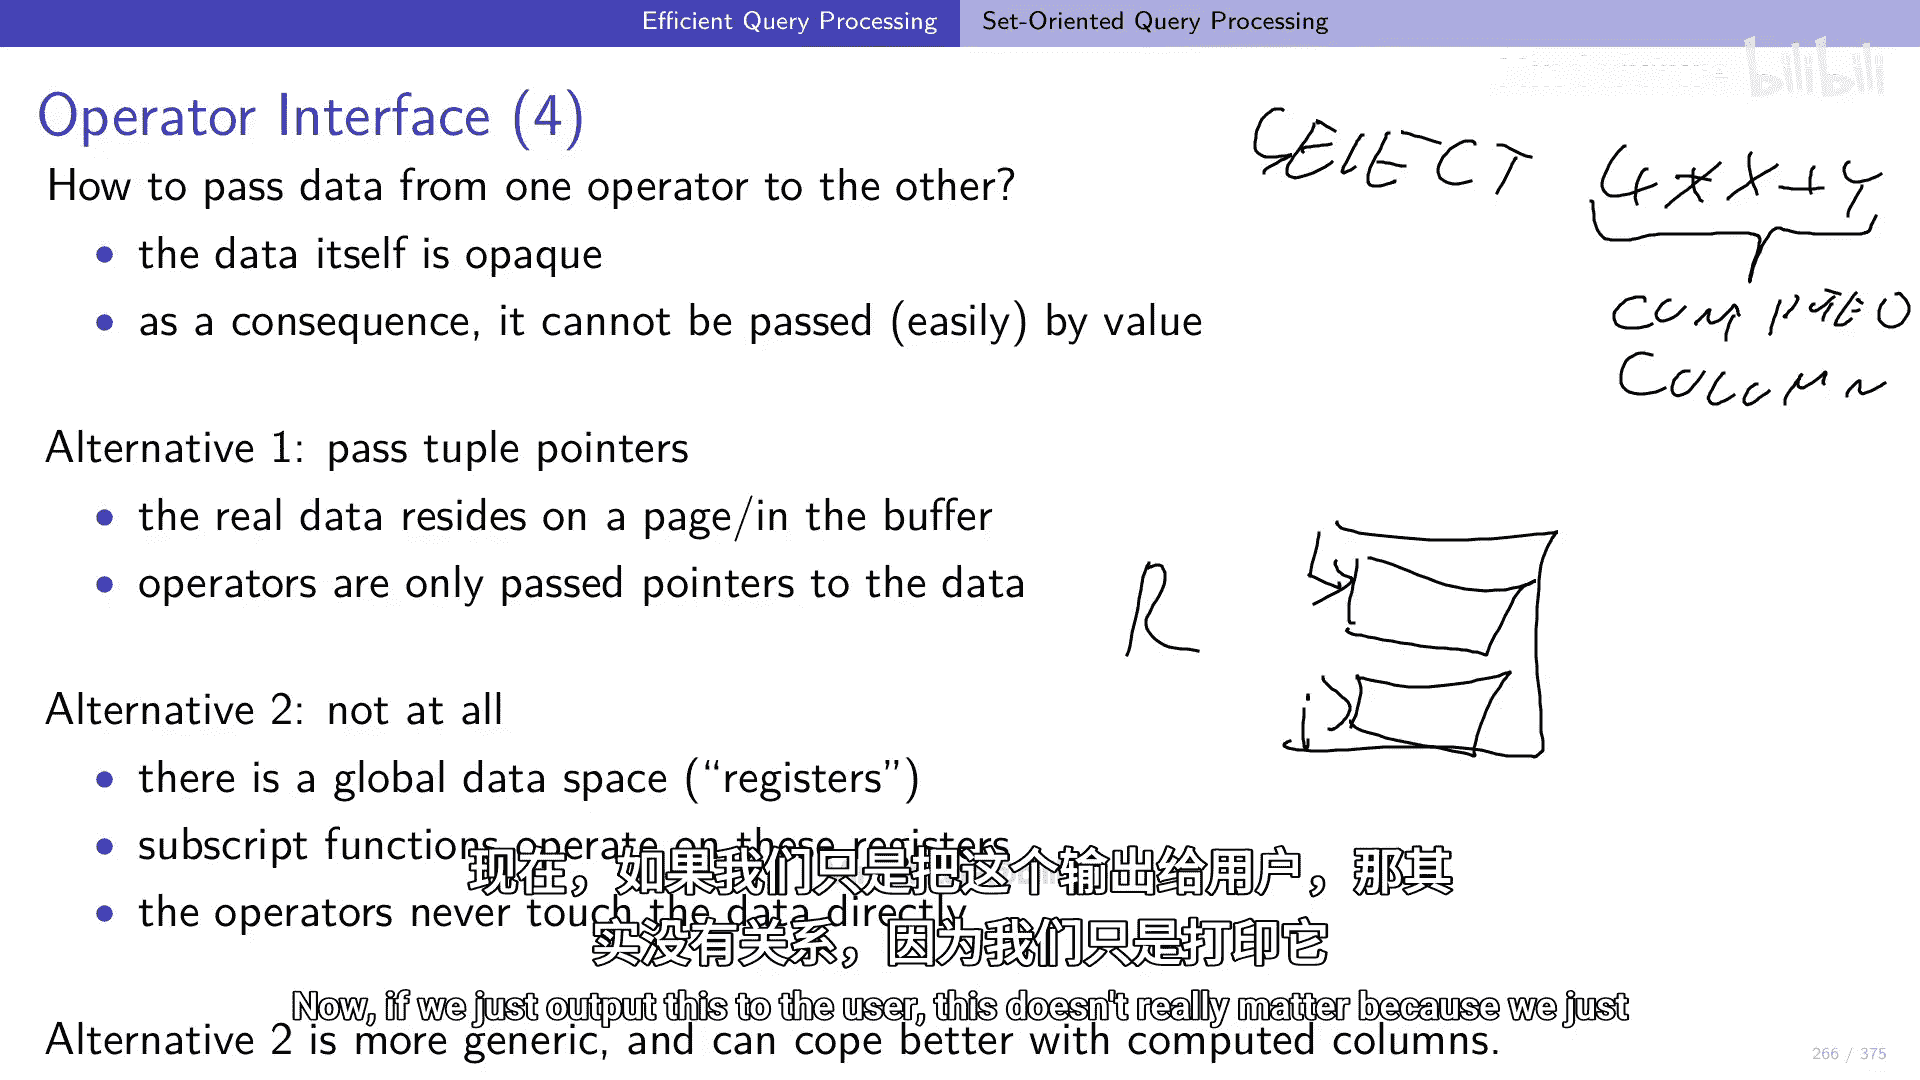 Efficient Query Processing
Set-Oriented Query Processing
bilibili
Operator Interface (4)
SELECT 4*X+Y
COMPUTED
COLUMN
How to pass data from one operator to the other?
• the data itself is opaque
• as a consequence, it cannot be passed (easily) by value
Alternative 1: pass tuple pointers
• the real data resides on a page/in the buffer
• operators are only passed pointers to the data
R
Alternative 2: not at all
• there is a global data space (“registers”)
• subscript functions operate on these registers
• the operators never touch the data directly
现在，如果我们只是把这个输出给用户，那其
实没有关系，因为我们只是打印它
Now, if we just output this to the user, this doesn't really matter because we just
Alternative 2 is more generic, and can cope better with computed columns.
266 / 375